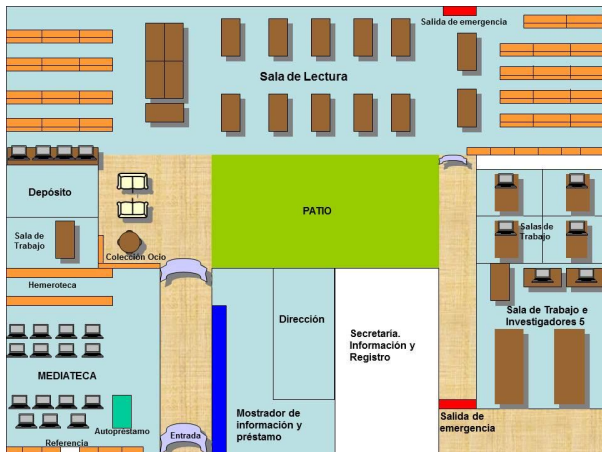 Salida de emergencia
Sala de Lectura
Depósito
PATIO
Sala de
Trabajo
Salas de
Trabajo
Colección Ocio
Hemeroteca
Dirección
Secretaría.
Información y
Registro
Sala de Trabajo e
Investigadores 5
MEDIATECA
Autopréstamo
Mostrador de
información y
préstamo
Salida de
emergencia
Entrada
Referencia